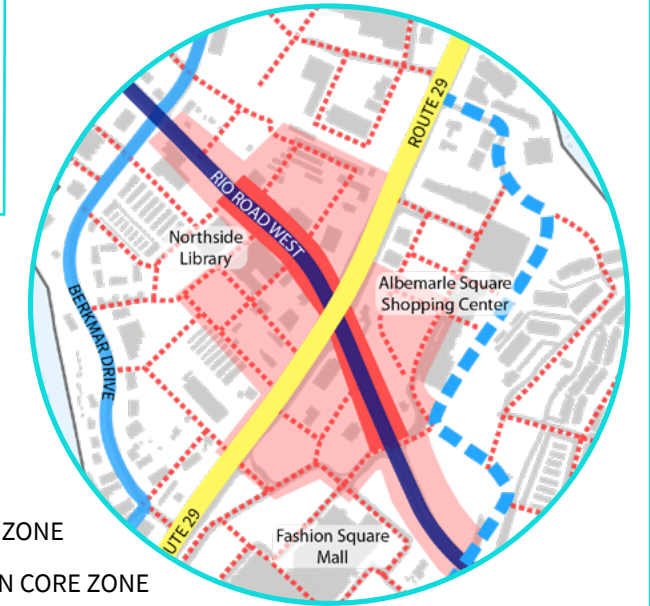 ROUTE 29
RIO ROAD WEST
Northside
Library
Albemarle Square
Shopping Center
BERKMAR DRIVE
UTE 29
Fashion Square
Mall
ZONE
N CORE ZONE